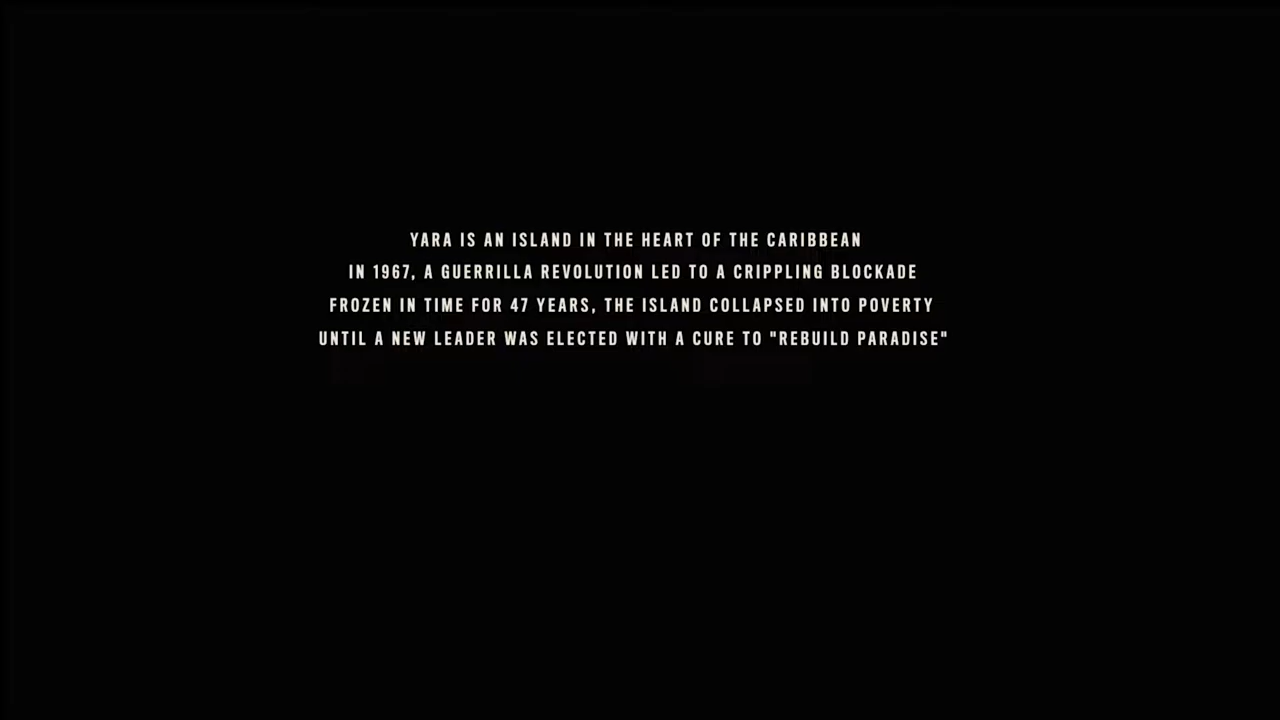 YARA IS AN ISLAND IN THE HEART OF THE CARIBBEAN
IN 1967, A GUERRILLA REVOLUTION LED TO A CRIPPLING BLOCKADE
FROZEN IN TIME FOR 47 YEARS, THE ISLAND COLLAPSED INTO POVERTY
UNTIL A NEW LEADER WAS ELECTED WITH A CURE TO "REBUILD PARADISE"